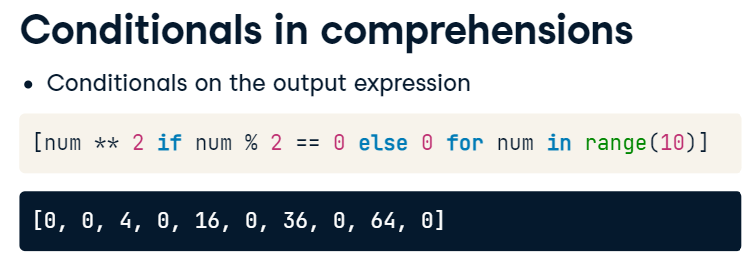 Conditionals in comprehensions
• Conditionals on the output expression
[num ** 2 if num % 2 == 0 else 0 for num in range(10)]
[0, 0, 4, 0, 16, 0, 36, 0, 64, 0]